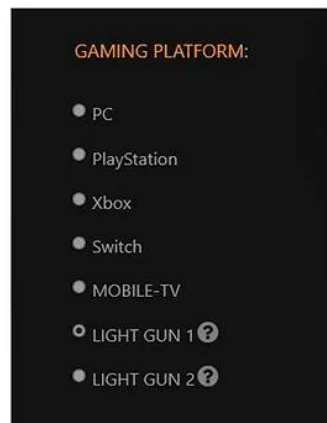 GAMING PLATFORM:
PC
PlayStation
Xbox
Switch
MOBILE-TV
LIGHT GUN 1 ?
LIGHT GUN 2 ?